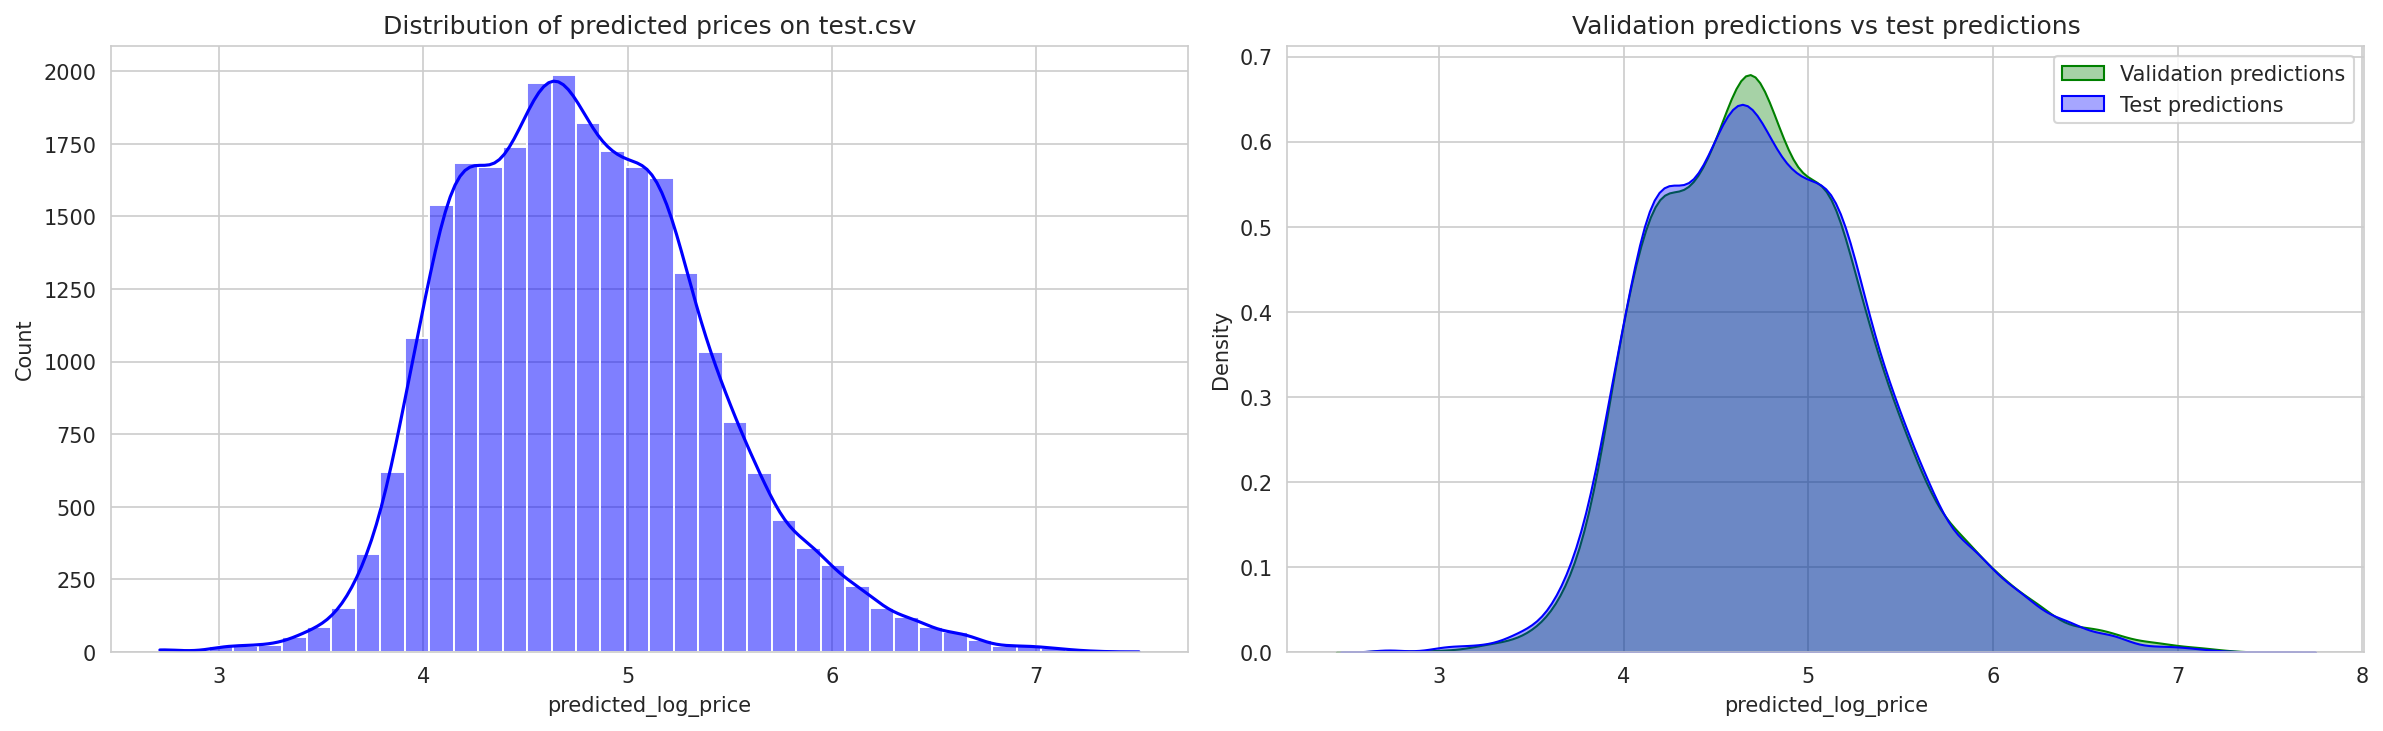 Distribution of predicted prices on test.csv
2000
1750
1500
1250
1000
750
500
250
0
Count
3 4 5 6 7
predicted_log_price
Validation predictions vs test predictions
Validation predictions
Test predictions
0.7
0.6
0.5
0.4
0.3
0.2
0.1
0.0
Density
3 4 5 6 7 8
predicted_log_price